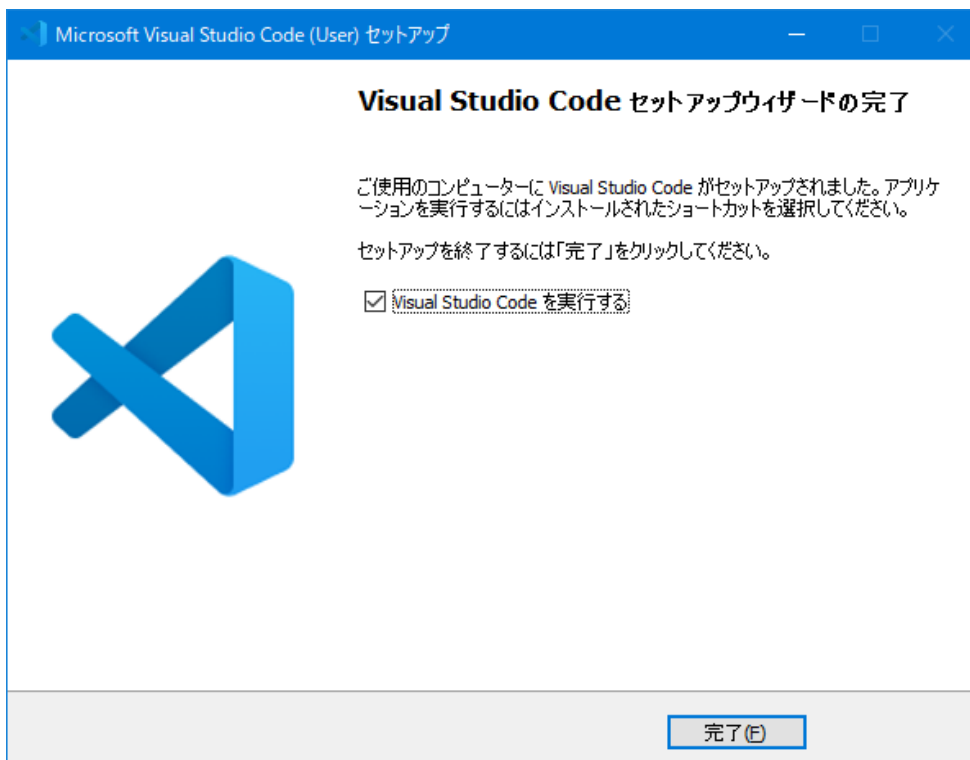 Microsoft Visual Studio Code (User) セットアップ
Visual Studio Code セットアップウィザードの完了
ご使用のコンピューターに Visual Studio Code がセットアップされました。アプリケ
ーションを実行するにはインストールされたショートカットを選択してください。
セットアップを終了するには「完了」をクリックしてください。
Visual Studio Code を実行する
完了(F)